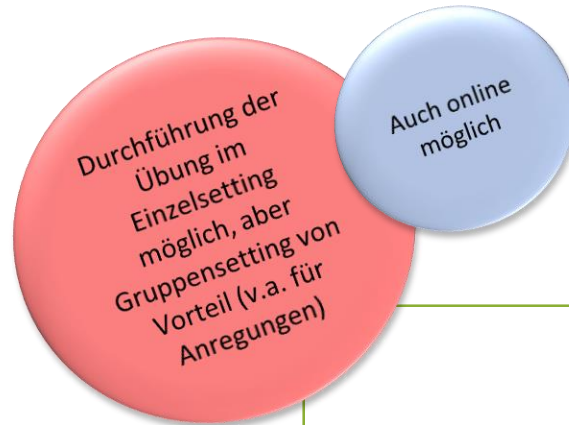 Durchführung der
Übung im
Einzelsetting
möglich, aber
Gruppensetting von
Vorteil (v.a. für
Anregungen)
Auch online
möglich